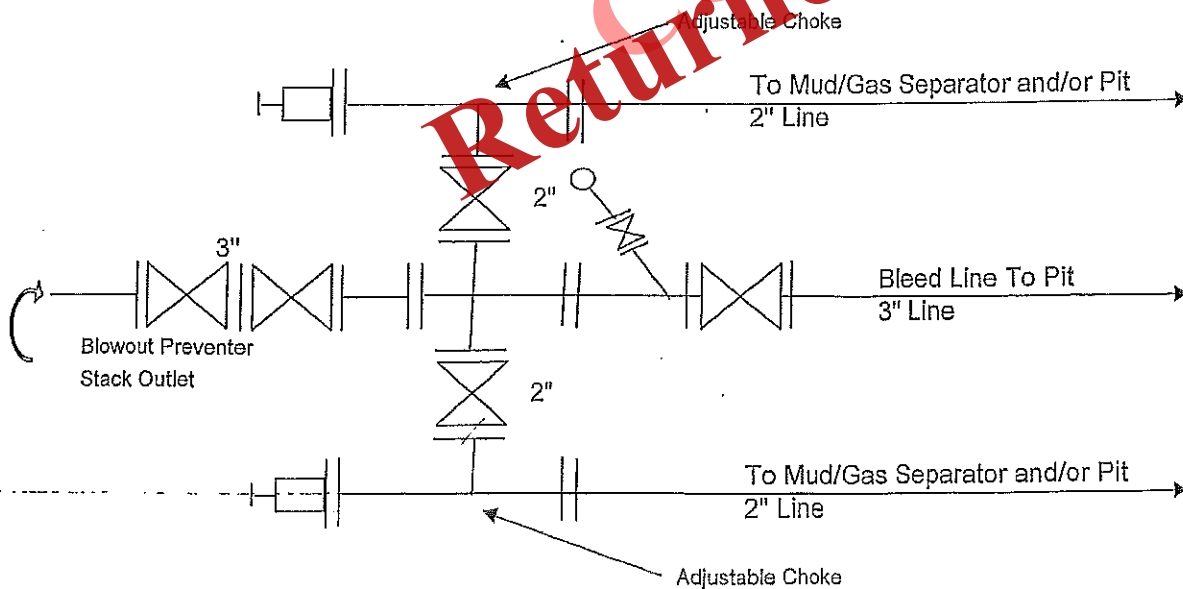 Adjustable Choke
To Mud/Gas Separator and/or Pit
2" Line
2"
3"
Bleed Line To Pit
3" Line
Blowout Preventer
Stack Outlet
2"
To Mud/Gas Separator and/or Pit
2" Line
Adjustable Choke